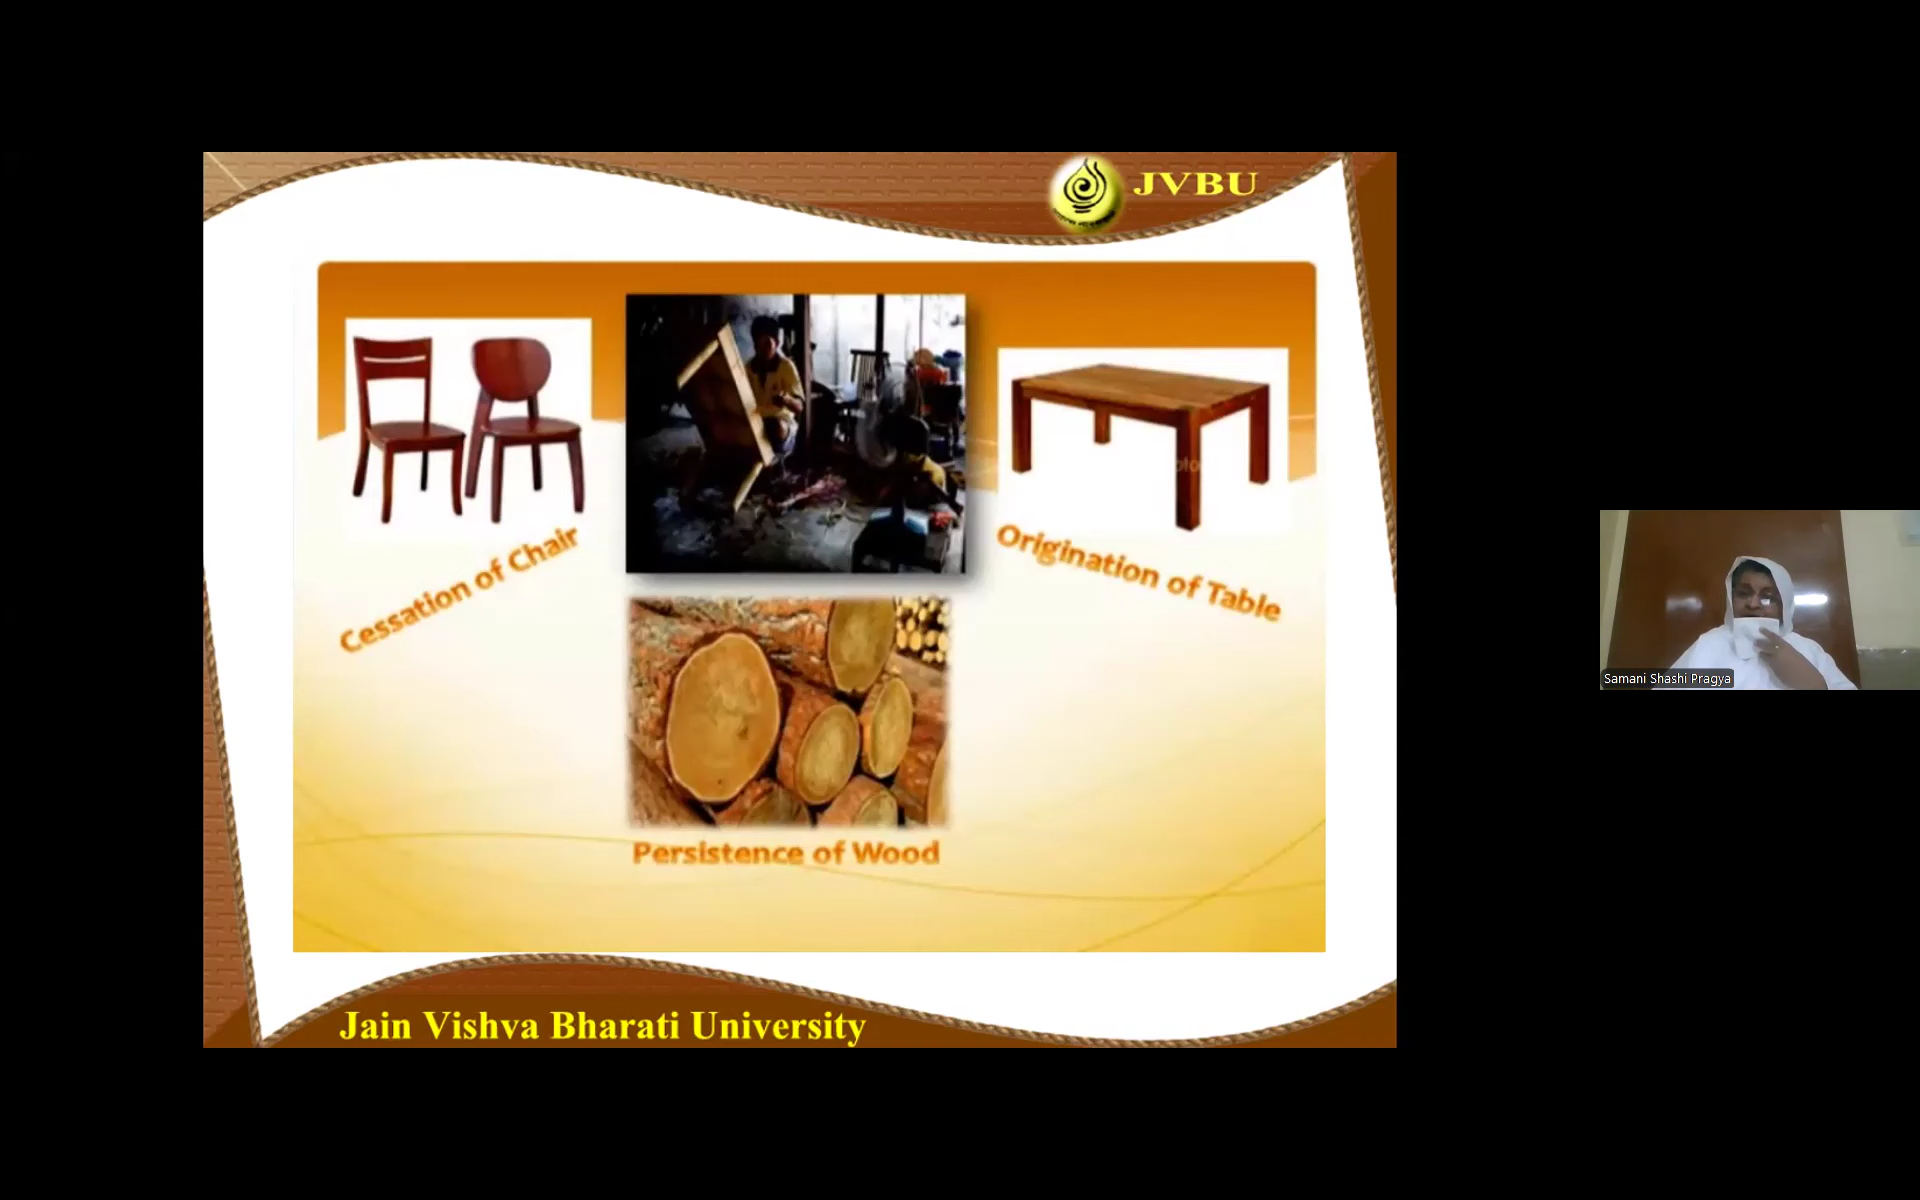 JVBU
Cessation of Chair
Origination of Table
Persistence of Wood
Jain Vishva Bharati University
Samani Shashi Pragya